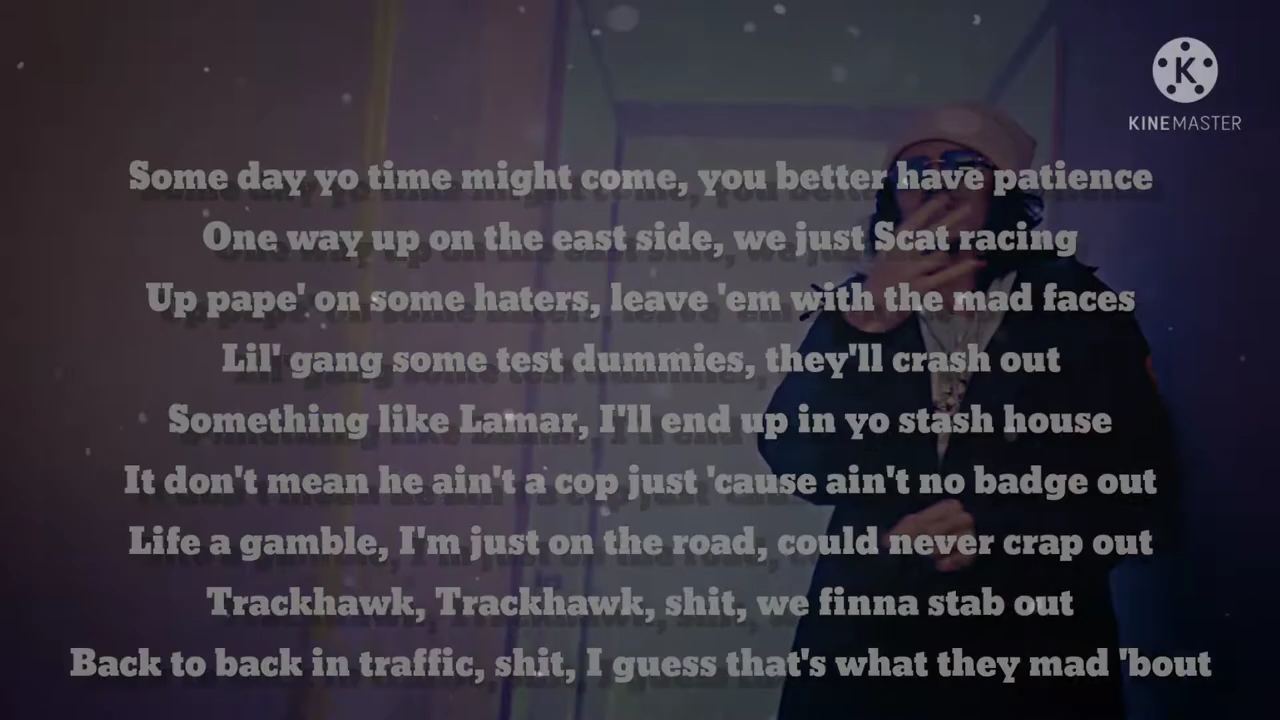 K
KINEMASTER
Some day yo time might come, you better have patience
One way up on the east side, we just Scat racing
Up pape' on some haters, leave 'em with the mad faces
Lil' gang some test dummies, they'll crash out
Something like Lamar, I'll end up in yo stash house
It don't mean he ain't a cop just 'cause ain't no badge out
Life a gamble, I'm just on the road, could never crap out
Trackhawk, Trackhawk, shit, we finna stab out
Back to back in traffic, shit, I guess that's what they mad 'bout